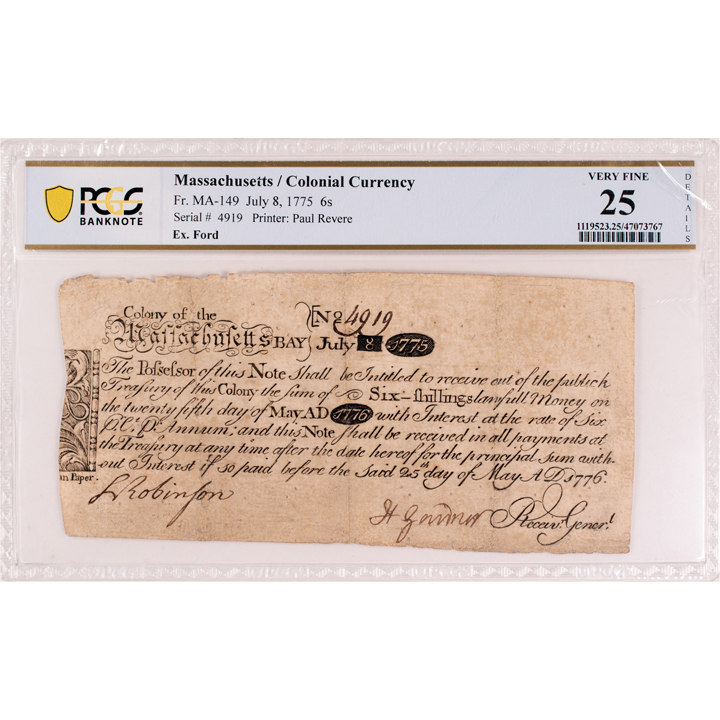 PCGS
BANKNOTE
Massachusetts / Colonial Currency
Fr. MA-149 July 8, 1775 6s
Serial # 4919 Printer: Paul Revere
Ex. Ford
VERY FINE
25
1119523.25/47073767
DETAILS
Colony of the
Massachusetts BAY
No 4919
July 8 1775
The Possessor of this Note Shall be Intitled to receive out of the publick
Treasury of this Colony the sum of Six-shillings lawfull Money on
the twenty fifth day of May AD 1776 with Interest at the rate of Six
P. Ct. P. Annum: and this Note shall be received in all payments at
the Treasury at any time after the date hereof for the principal Sum with-
out Interest if so paid before the Said 25th day of May A D 1776.
an Paper.
L Robinson
H Gardner Receivr. Generl.